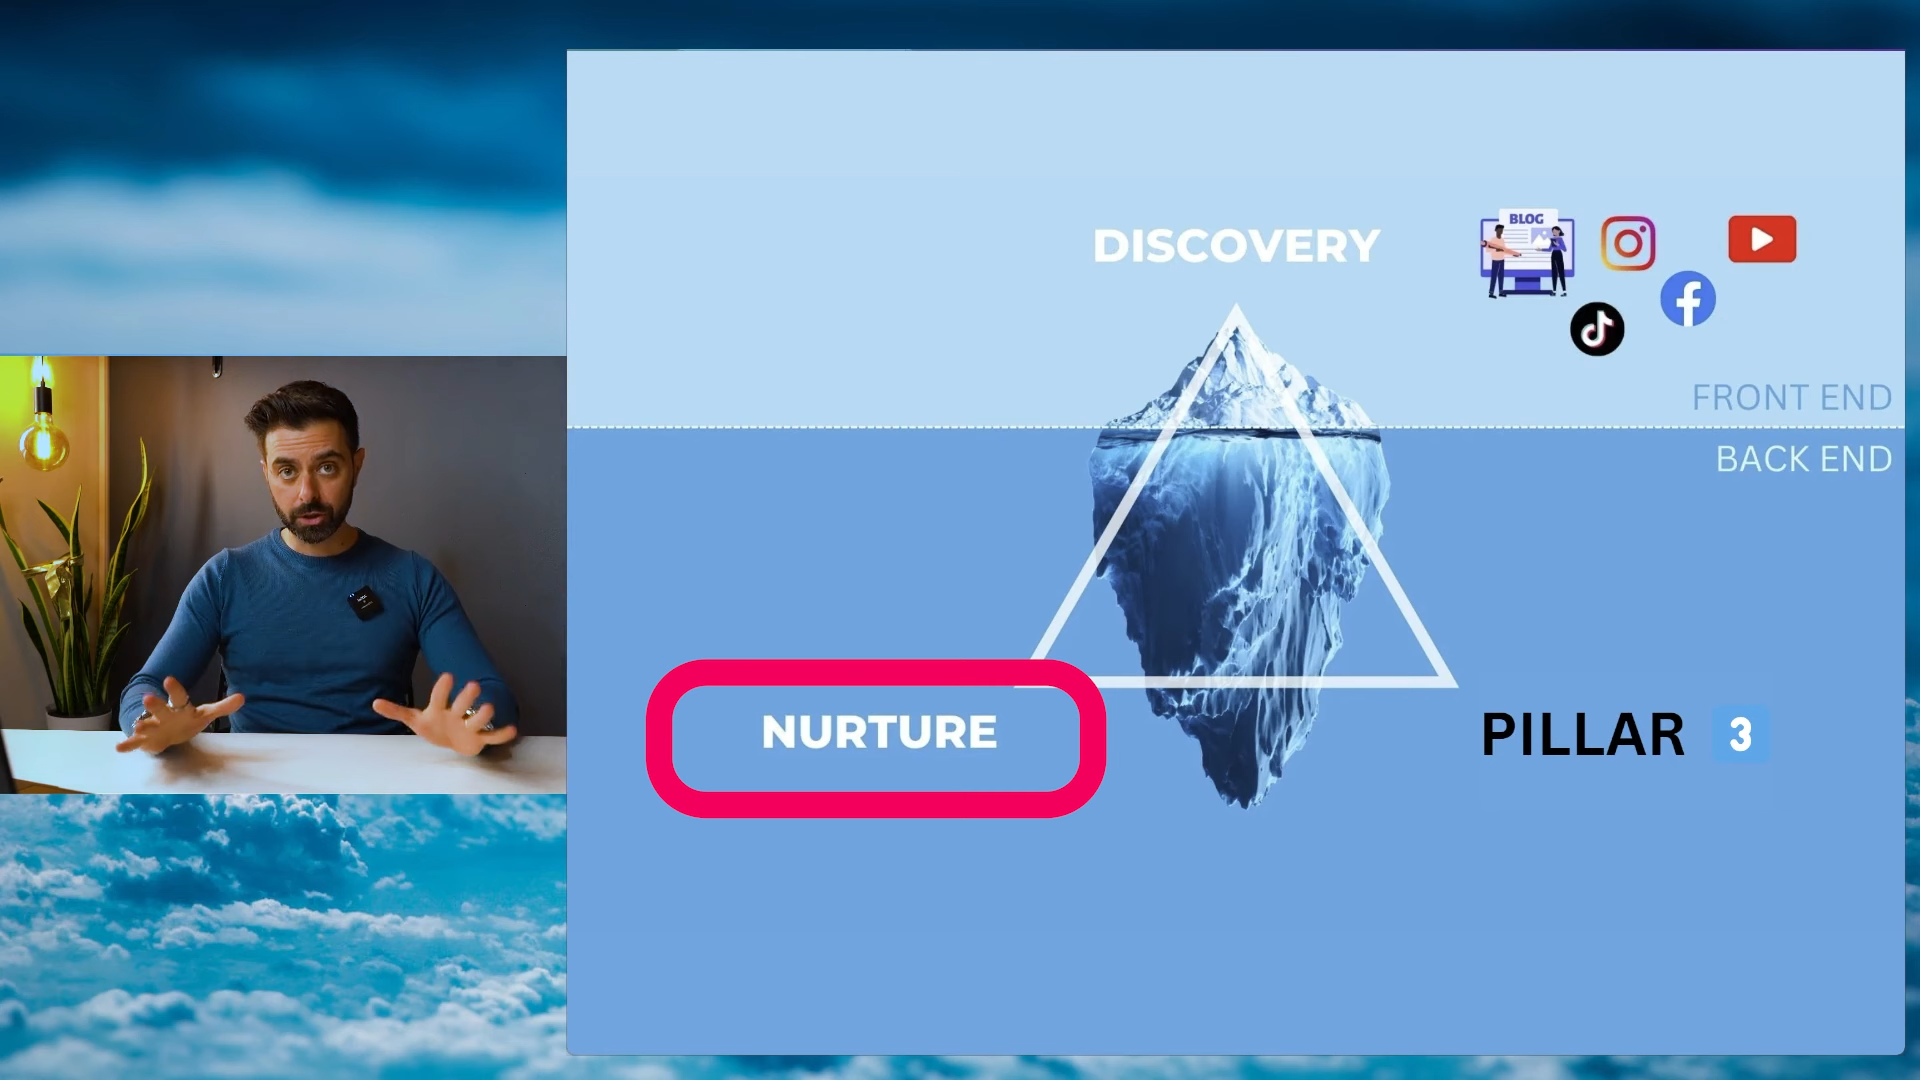 DISCOVERY
BLOG
FRONT END
BACK END
NURTURE
PILLAR 3